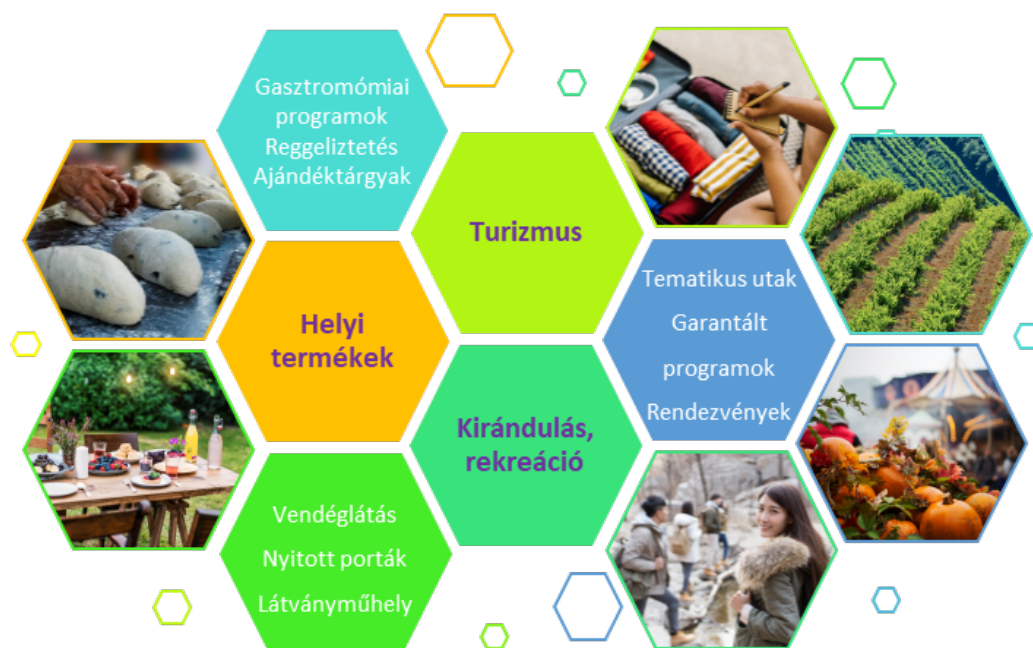 Gasztromómiai
programok
Reggeliztetés
Ajándéktárgyak
Turizmus
Helyi
termékek
Tematikus utak
Garantált
programok
Rendezvények
Kirándulás,
rekreáció
Vendéglátás
Nyitott porták
Látványműhely